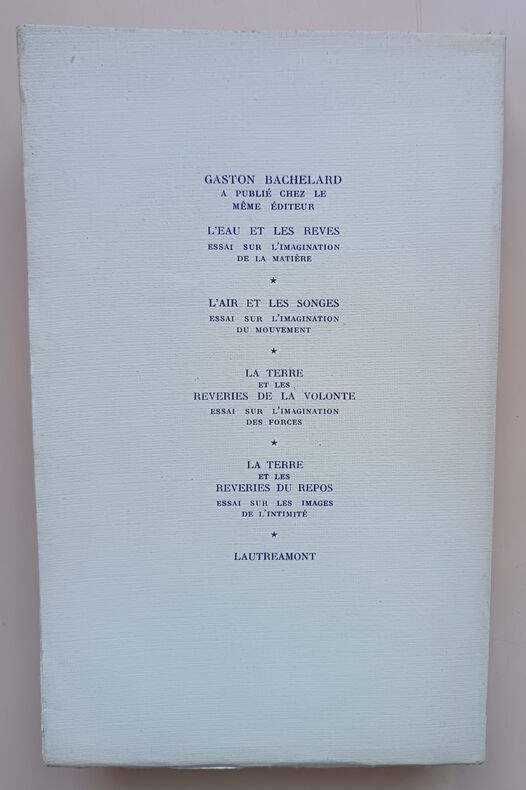 GASTON BACHELARD
A PUBLIÉ CHEZ LE
MÊME ÉDITEUR
L'EAU ET LES REVES
ESSAI SUR L'IMAGINATION
DE LA MATIÈRE
★
L'AIR ET LES SONGES
ESSAI SUR L'IMAGINATION
DU MOUVEMENT
★
LA TERRE
ET LES
REVERIES DE LA VOLONTE
ESSAI SUR L'IMAGINATION
DES FORCES
★
LA TERRE
ET LES
REVERIES DU REPOS
ESSAI SUR LES IMAGES
DE L'INTIMITÉ
★
LAUTREAMONT